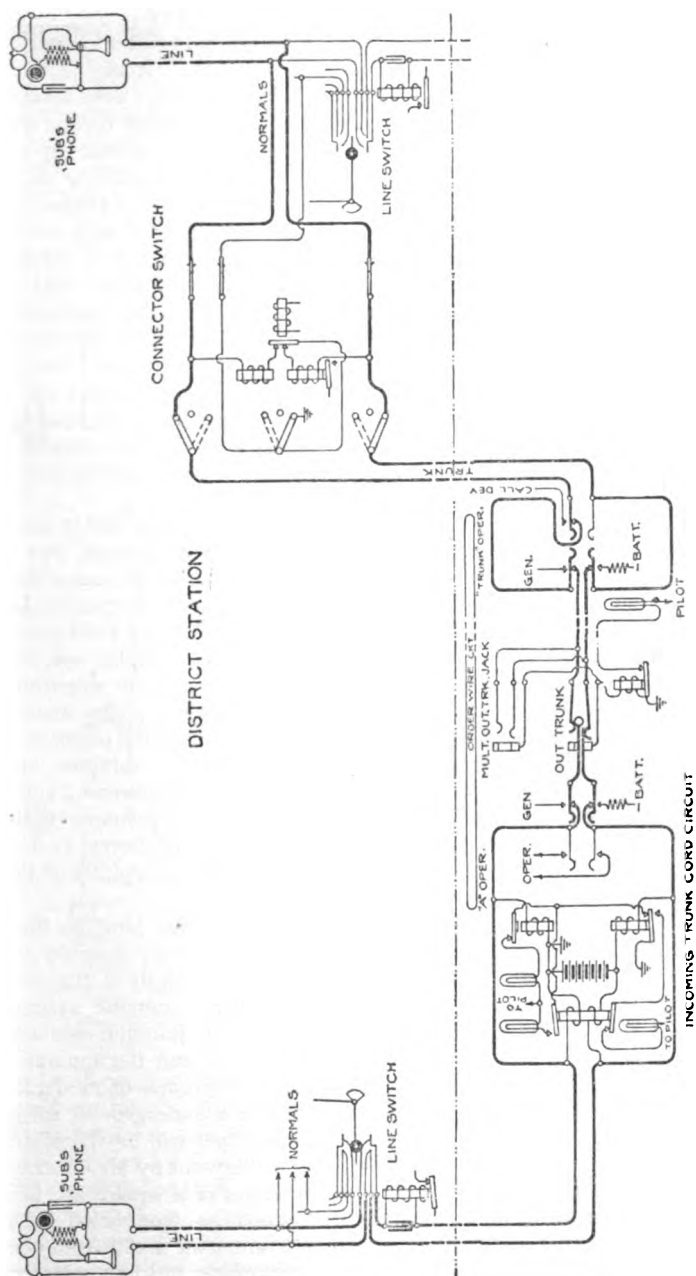 SUB'S
'PHONE
LINE
NORMALS
LINE SWITCH
CONNECTOR SWITCH
TRUNK
CALL DEV
DISTRICT STATION
ORDER WIRE CKT.
"TRUNK" OPER.
GEN.
BATT.
PILOT
MULT. OUT. TRK. JACK
OUT TRUNK
GEN
BATT.
"A" OPER.
OPER.
TO
PILOT
TO PILOT
INCOMING TRUNK CORD CIRCUIT
SUB'S
'PHONE
LINE
NORMALS
LINE SWITCH